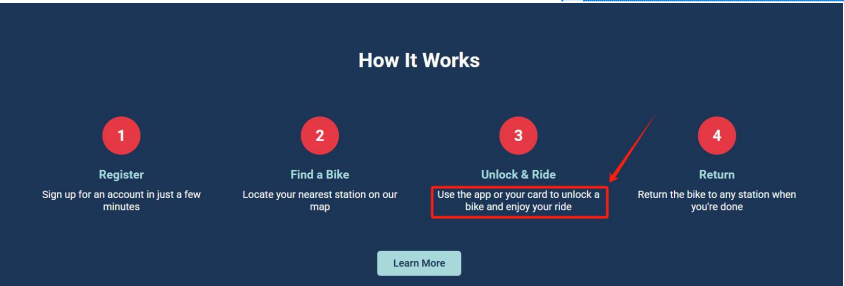 How It Works
1
Register
Sign up for an account in just a few
minutes
2
Find a Bike
Locate your nearest station on our
map
3
Unlock & Ride
Use the app or your card to unlock a
bike and enjoy your ride
4
Return
Return the bike to any station when
you're done
Learn More